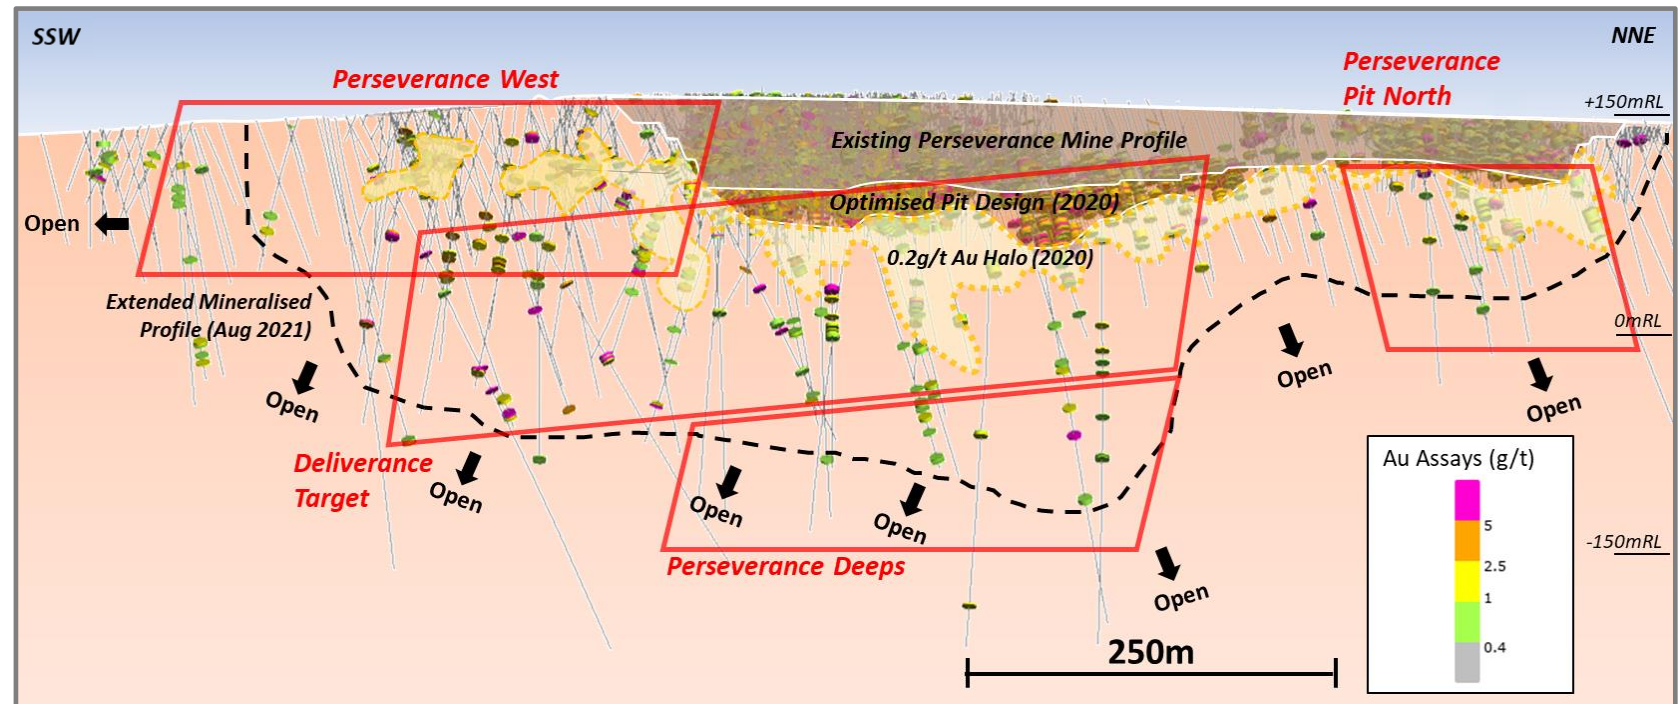 SSW
NNE
Perseverance West
Perseverance
Pit North
+150mRL
Existing Perseverance Mine Profile
Optimised Pit Design (2020)
Open
0.2g/t Au Halo (2020)
Extended Mineralised
Profile (Aug 2021)
0mRL
Open
Open
Open
Deliverance
Target
Open
Open
Open
Au Assays (g/t)
5
2.5
1
0.4
-150mRL
Perseverance Deeps
Open
250m